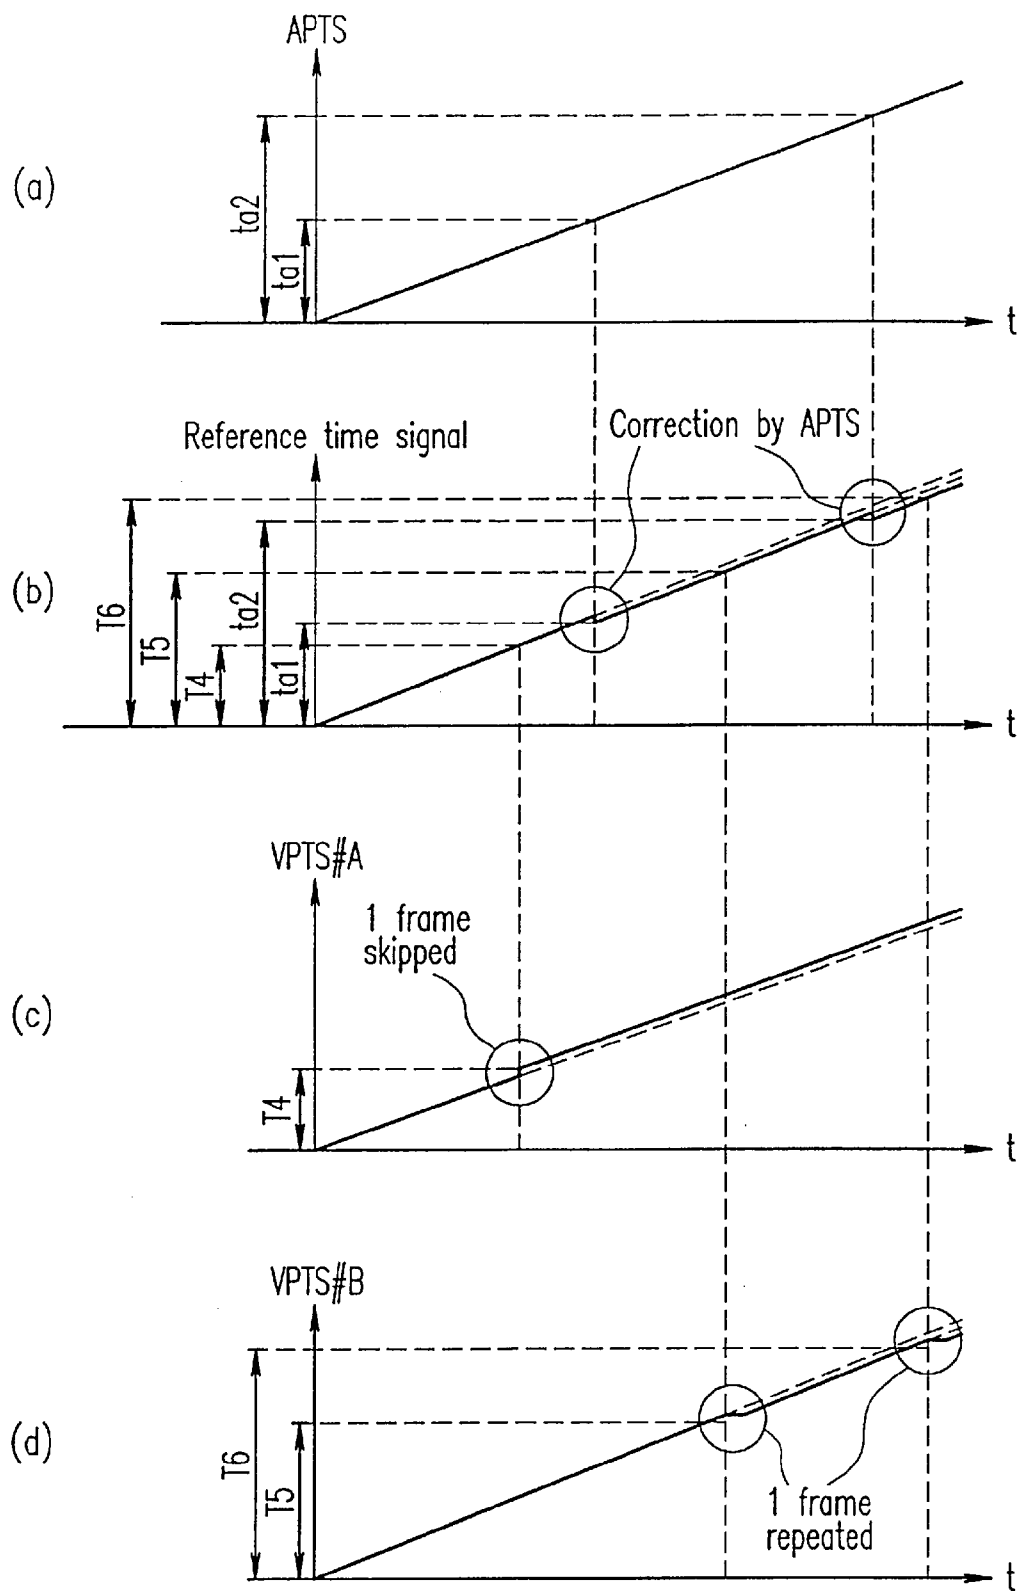 APTS
(a)
ta2
ta1
t
Reference time signal
Correction by APTS
(b)
T6
T5
T4
ta2
ta1
t
VPTS#A
1 frame
skipped
(c)
T4
t
VPTS#B
(d)
T6
T5
1 frame
repeated
t